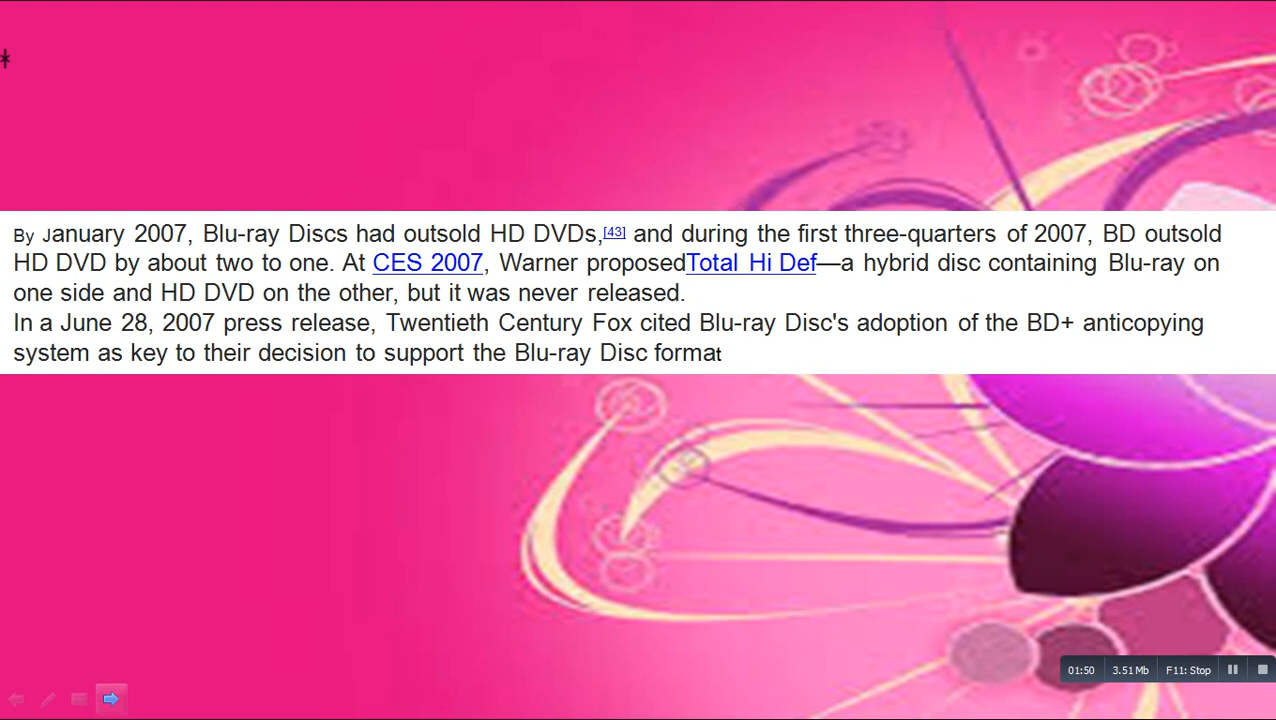 *
By January 2007, Blu-ray Discs had outsold HD DVDs,[43] and during the first three-quarters of 2007, BD outsold
HD DVD by about two to one. At CES 2007, Warner proposedTotal Hi Def—a hybrid disc containing Blu-ray on
one side and HD DVD on the other, but it was never released.
In a June 28, 2007 press release, Twentieth Century Fox cited Blu-ray Disc's adoption of the BD+ anticopying
system as key to their decision to support the Blu-ray Disc format
01:50 3.51 Mb F11: Stop